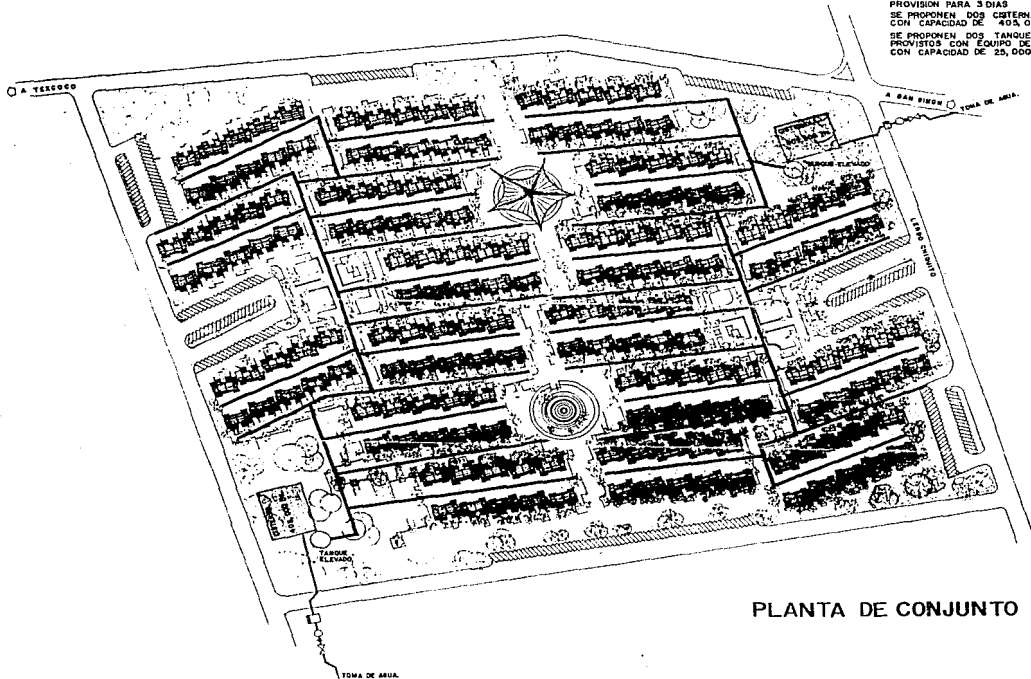 PROVISION PARA 3 DIAS
SE PROPONEN DOS CISTERN
CON CAPACIDAD DE 405, 0
SE PROPONEN DOS TANQUE
PROVISTOS CON EQUIPO DE
CON CAPACIDAD DE 25, 000
A TEXCOCO
A SAN SIMON
TOMA DE AGUA.
TANQUE ELEVADO
LERDO CHIQUITO
TANQUE
ELEVADO
PLANTA DE CONJUNTO
TOMA DE AGUA.